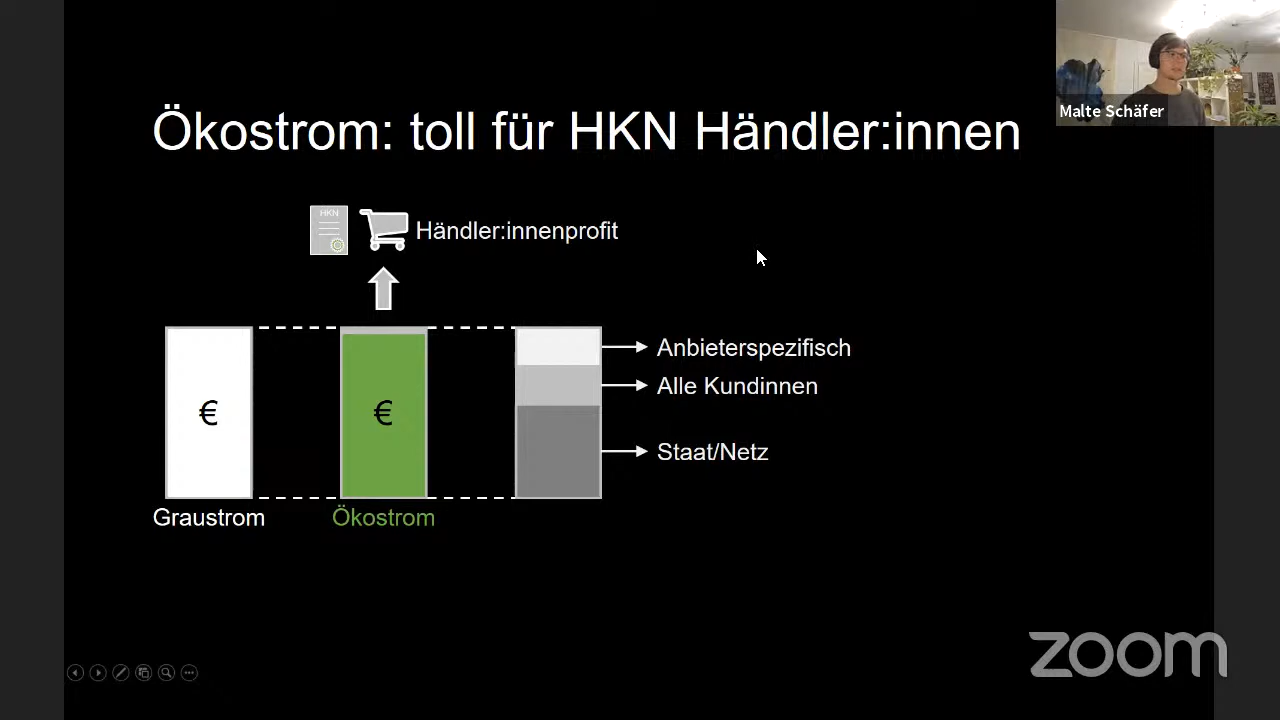 Malte Schäfer
Ökostrom: toll für HKN Händler:innen
HKN
Händler:innenprofit
Anbieterspezifisch
Alle Kundinnen
€
€
Staat/Netz
Graustrom
Ökostrom
zoom